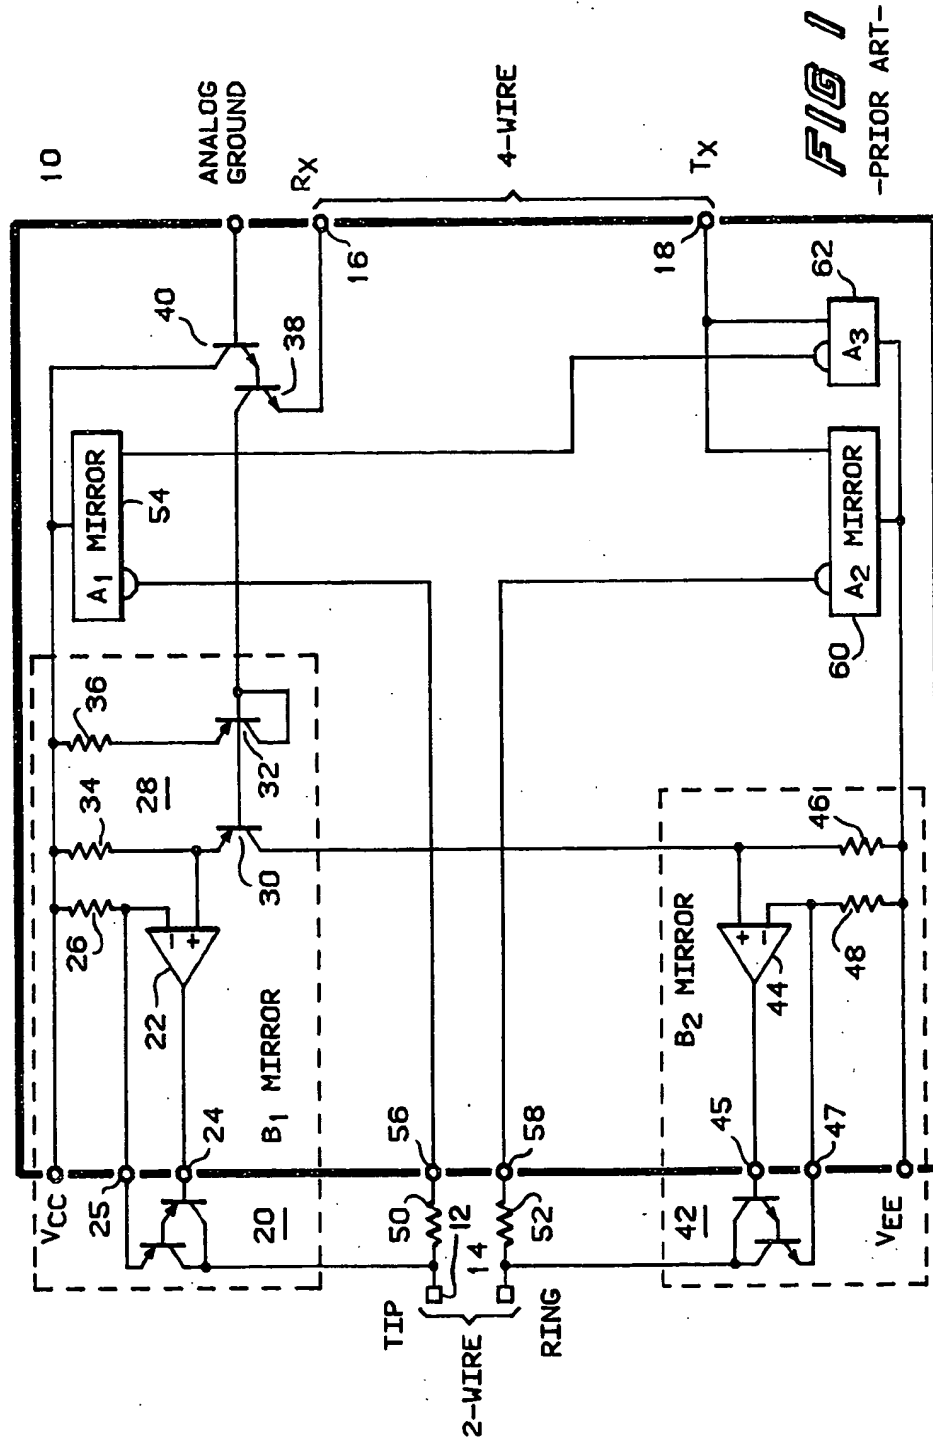 10
VCC
25
24
20
26
34
36
28
22
30
32
B1 MIRROR
A1 MIRROR
54
40
38
ANALOG
GROUND
RX
16
4-WIRE
TX
18
TIP
2-WIRE
RING
12
14
50
52
56
58
B2 MIRROR
45
47
42
44
46
48
VEE
A2 MIRROR
60
A3
62
FIG 1
-PRIOR ART-